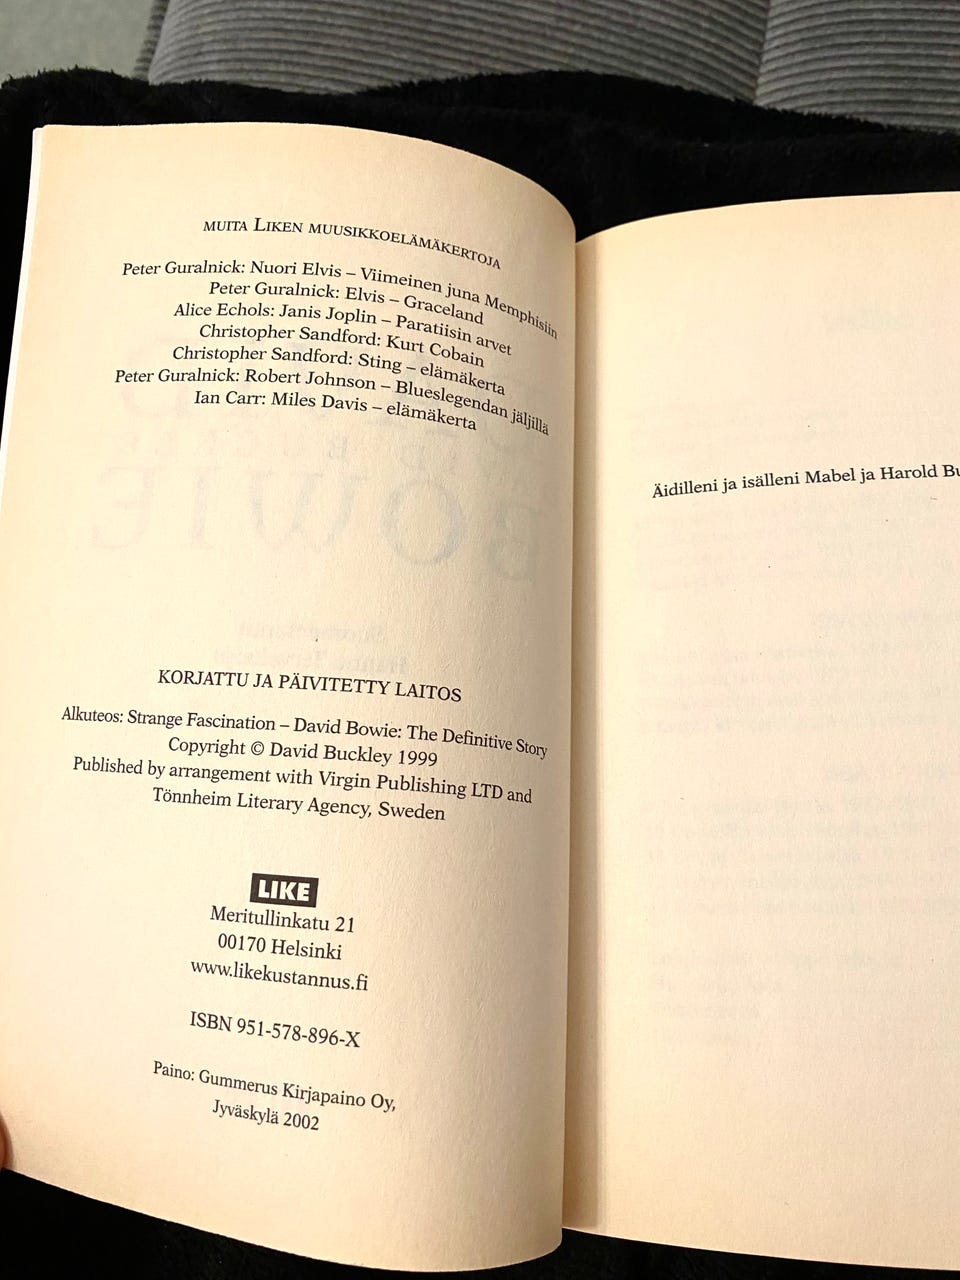 MUITA LIKEN MUUSIKKOELÄMÄKERTOJA
Peter Guralnick: Nuori Elvis – Viimeinen juna Memphisiin
Peter Guralnick: Elvis – Graceland
Alice Echols: Janis Joplin – Paratiisin arvet
Christopher Sandford: Kurt Cobain
Christopher Sandford: Sting – elämäkerta
Peter Guralnick: Robert Johnson – Blueslegendan jäljillä
Ian Carr: Miles Davis – elämäkerta
KORJATTU JA PÄIVITETTY LAITOS
Alkuteos: Strange Fascination – David Bowie: The Definitive Story
Copyright © David Buckley 1999
Published by arrangement with Virgin Publishing LTD and
Tönnheim Literary Agency, Sweden
LIKE
Meritullinkatu 21
00170 Helsinki
www.likekustannus.fi
ISBN 951-578-896-X
Paino: Gummerus Kirjapaino Oy,
Jyväskylä 2002
Äidilleni ja isälleni Mabel ja Harold Bu